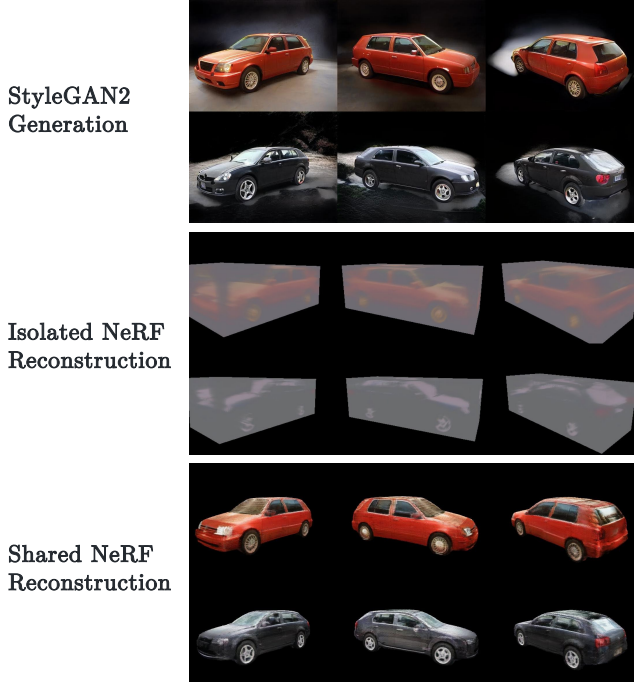 StyleGAN2
Generation
Isolated NeRF
Reconstruction
Shared NeRF
Reconstruction